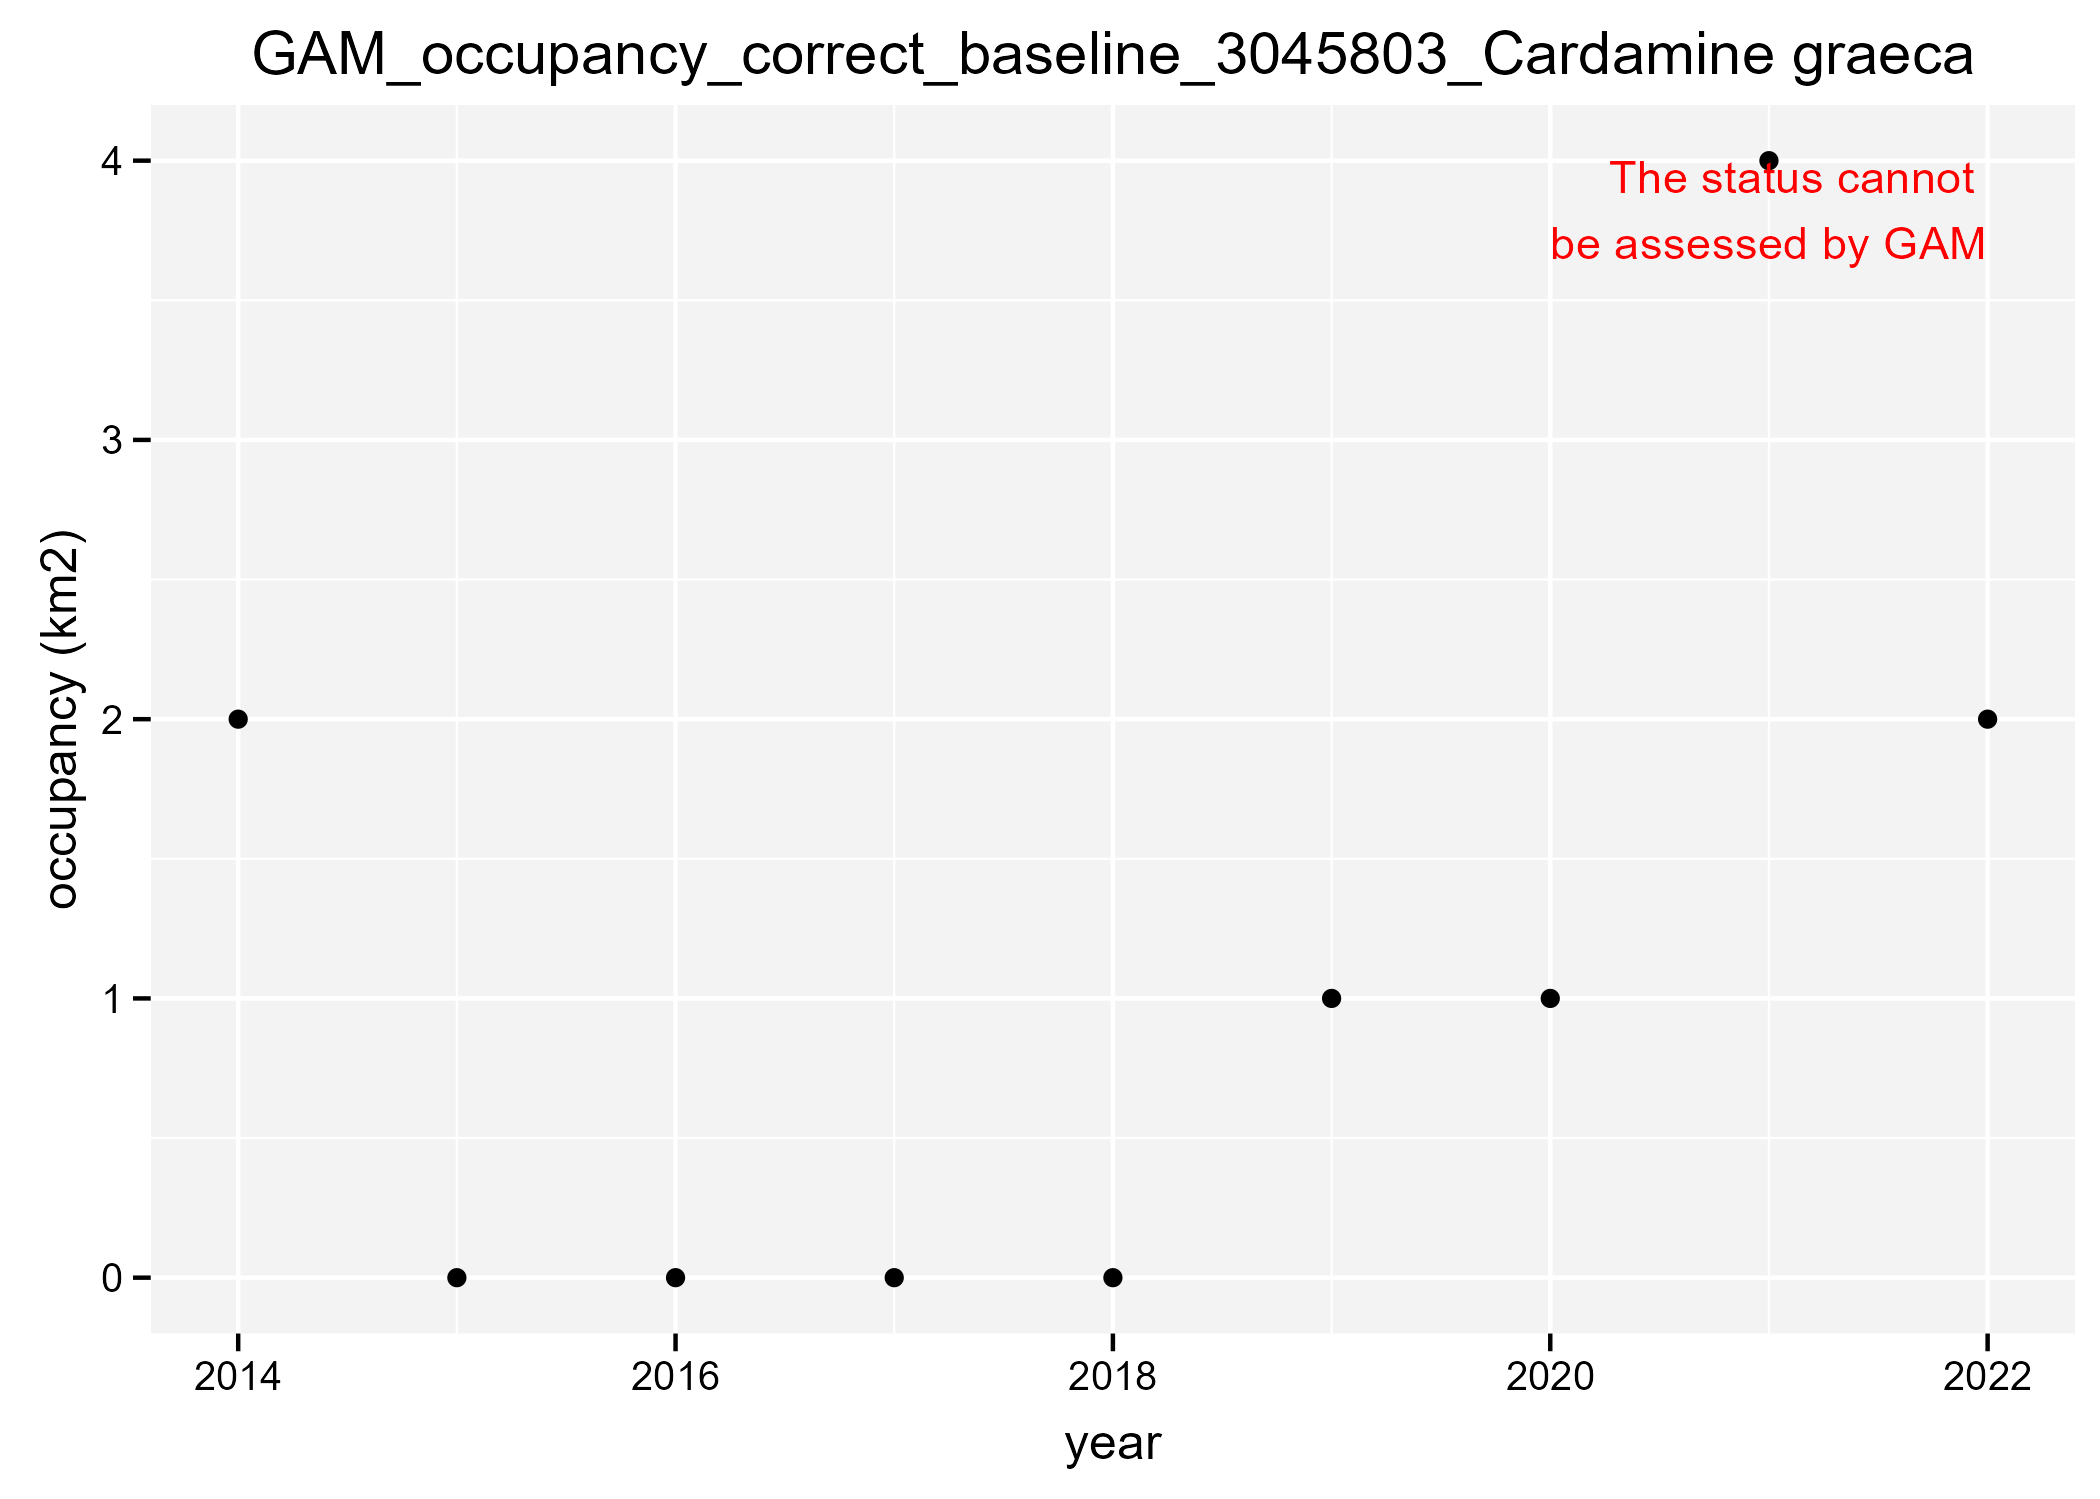 GAM_occupancy_correct_baseline_3045803_Cardamine graeca
The status cannot
be assessed by GAM
occupancy (km2)
4
3
2
1
0
2014 2016 2018 2020 2022
year